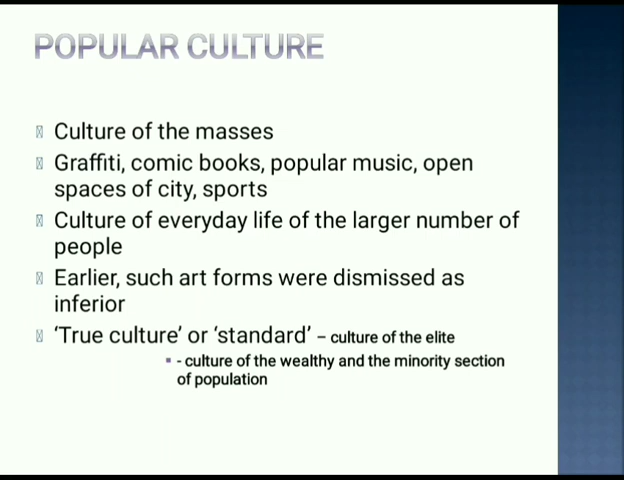 POPULAR CULTURE
Culture of the masses
Graffiti, comic books, popular music, open
spaces of city, sports
Culture of everyday life of the larger number of
people
Earlier, such art forms were dismissed as
inferior
‘True culture’ or ‘standard’ – culture of the elite
- culture of the wealthy and the minority section
of population